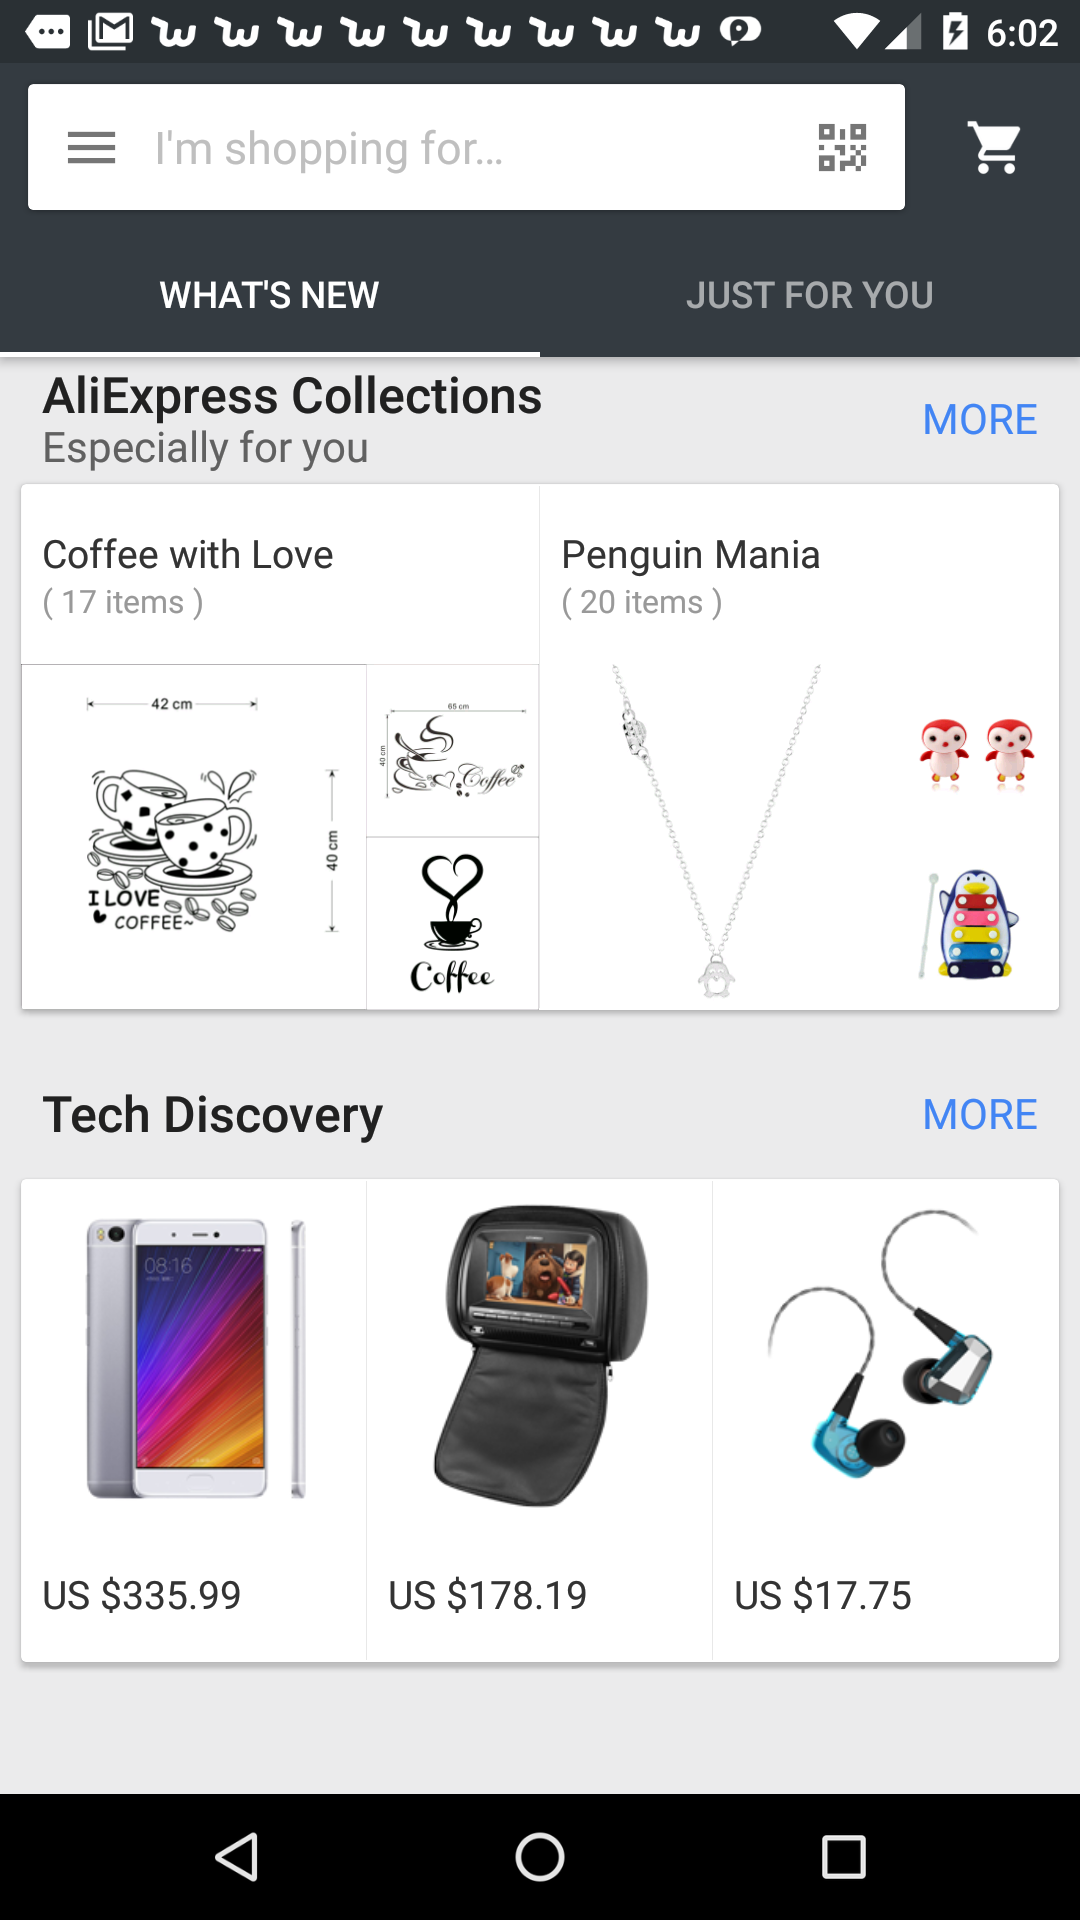 6:02
I'm shopping for...
WHAT'S NEW
JUST FOR YOU
AliExpress Collections
Especially for you
MORE
Coffee with Love
( 17 items )
Penguin Mania
( 20 items )
42 cm
40 cm
I LOVE
COFFEE~
65 cm
40 cm
Coffee
Coffee
Tech Discovery
MORE
08:16
US $335.99
US $178.19
US $17.75